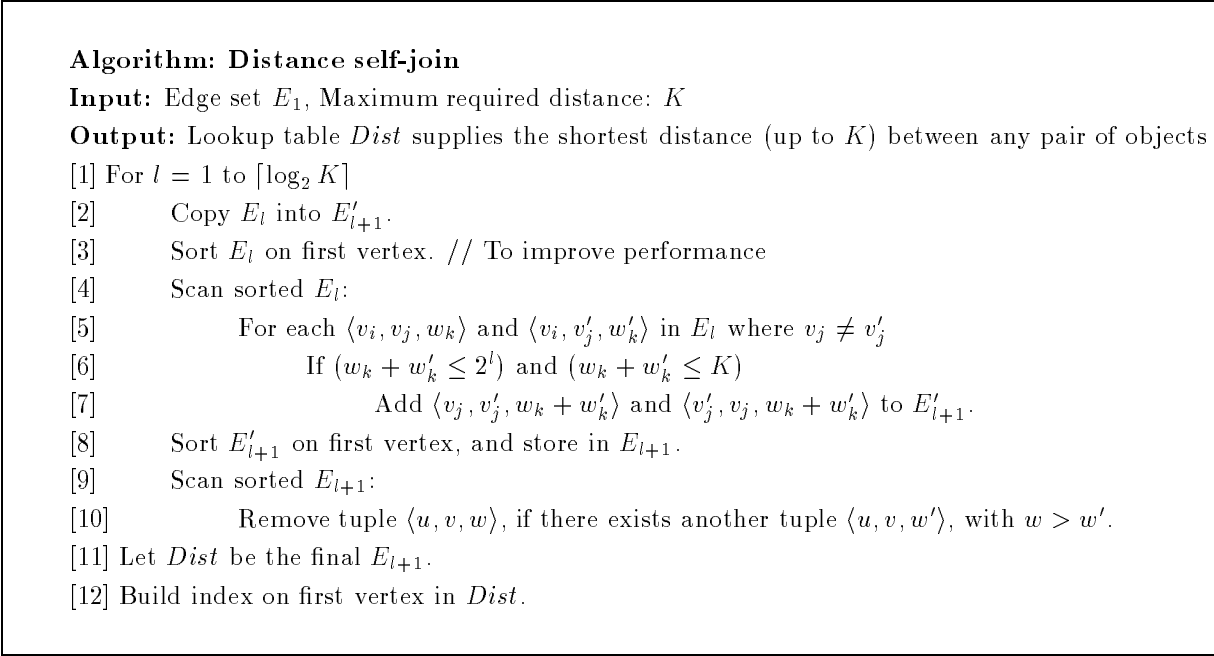 Algorithm: Distance self-join
Input: Edge set E₁, Maximum required distance: K
Output: Lookup table Dist supplies the shortest distance (up to K) between any pair of objects
[1] For l = 1 to ⌈log₂ K⌉
[2] Copy E_l into E'_{l+1}.
[3] Sort E_l on first vertex. // To improve performance
[4] Scan sorted E_l:
[5] For each ⟨v_i, v_j, w_k⟩ and ⟨v_i, v'_j, w'_k⟩ in E_l where v_j ≠ v'_j
[6] If (w_k + w'_k ≤ 2^l) and (w_k + w'_k ≤ K)
[7] Add ⟨v_j, v'_j, w_k + w'_k⟩ and ⟨v'_j, v_j, w_k + w'_k⟩ to E'_{l+1}.
[8] Sort E'_{l+1} on first vertex, and store in E_{l+1}.
[9] Scan sorted E_{l+1}:
[10] Remove tuple ⟨u, v, w⟩, if there exists another tuple ⟨u, v, w'⟩, with w > w'.
[11] Let Dist be the final E_{l+1}.
[12] Build index on first vertex in Dist.